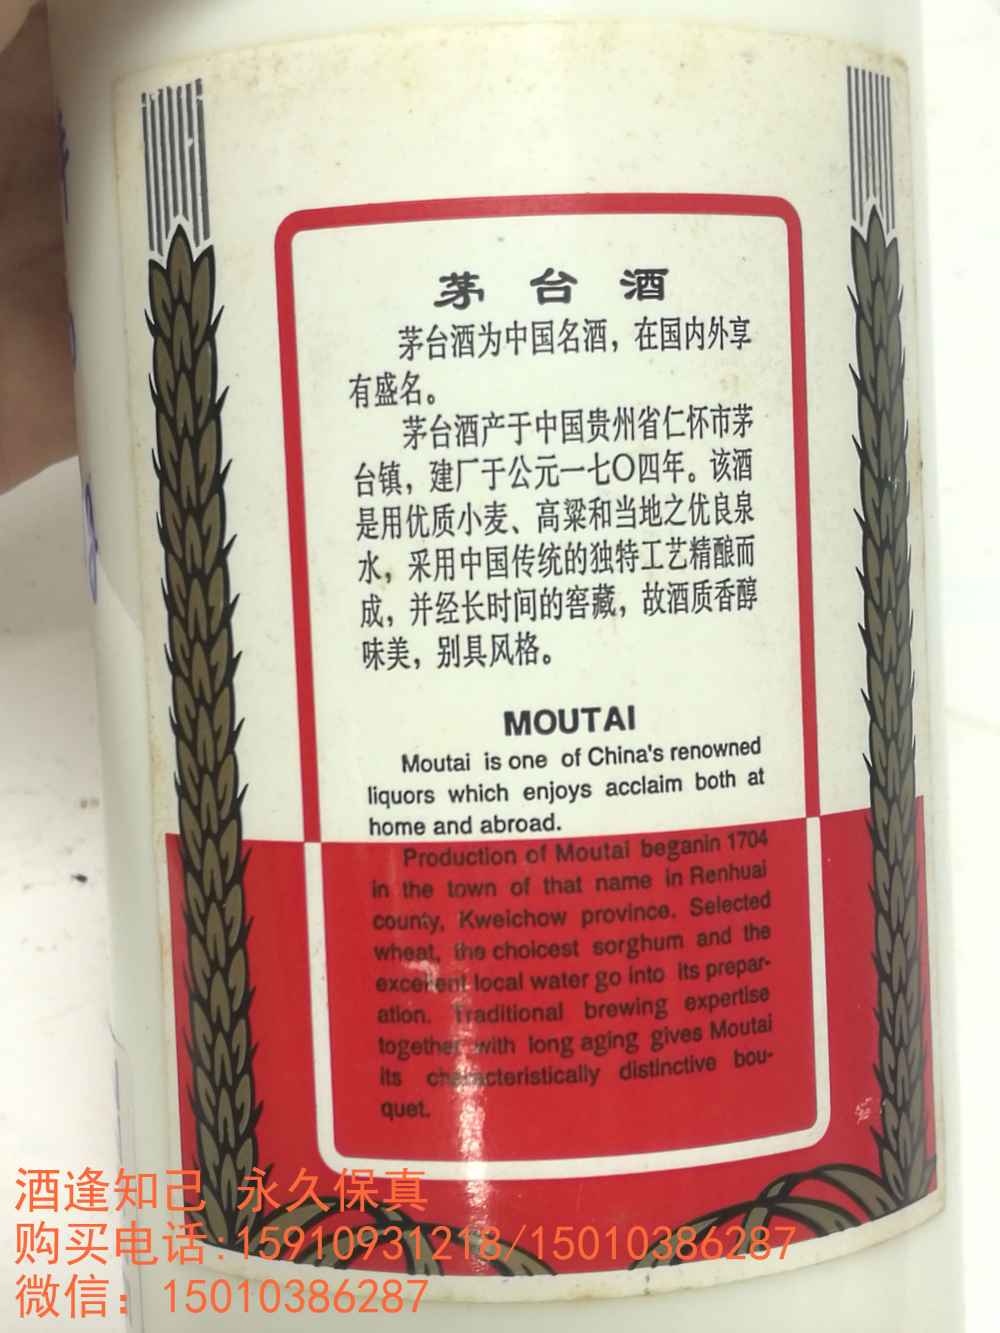 茅台酒
茅台酒为中国名酒，在国内外享
有盛名。
茅台酒产于中国贵州省仁怀市茅
台镇，建厂于公元一七〇四年。该酒
是用优质小麦、高粱和当地之优良泉
水，采用中国传统的独特工艺精酿而
成，并经长时间的窖藏，故酒质香醇
味美，别具风格。
MOUTAI
Moutai is one of China's renowned
liquors which enjoys acclaim both at
home and abroad.
Production of Moutai beganin 1704
in the town of that name in Renhuai
county, Kweichow province. Selected
wheat, the choicest sorghum and the
excellent local water go into its prepar-
ation. Traditional brewing expertise
together with long aging gives Moutai
its characteristically distinctive bou-
quet.
酒逢知己 永久保真
购买电话:15910931218/15010386287
微信：15010386287